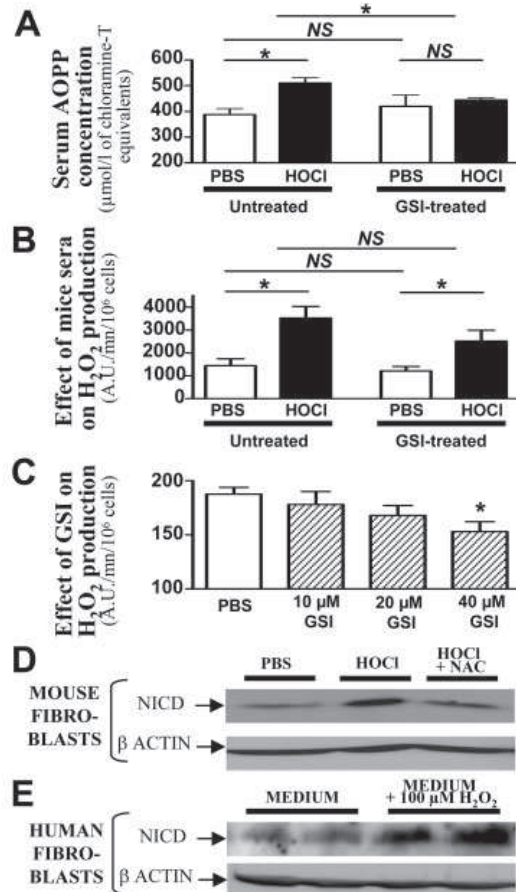 A
Serum AOPP
concentration
(μmol/l of chloramine-T
equivalents)
*
NS
*
NS
600
500
400
300
200
PBS
HOCl
PBS
HOCl
Untreated
GSI-treated
B
Effect of mice sera
on H₂O₂ production
(A.U./mn/10⁶ cells)
NS
NS
*
*
4000
3000
2000
1000
0
PBS
HOCl
PBS
HOCl
Untreated
GSI-treated
C
Effect of GSI on
H₂O₂ production
(A.U./mn/10⁶ cells)
200
150
100
*
PBS
10 μM
GSI
20 μM
GSI
40 μM
GSI
D
PBS
HOCl
HOCl
+ NAC
MOUSE
FIBRO-
BLASTS
NICD
β ACTIN
E
MEDIUM
MEDIUM
+ 100 μM H₂O₂
HUMAN
FIBRO-
BLASTS
NICD
β ACTIN